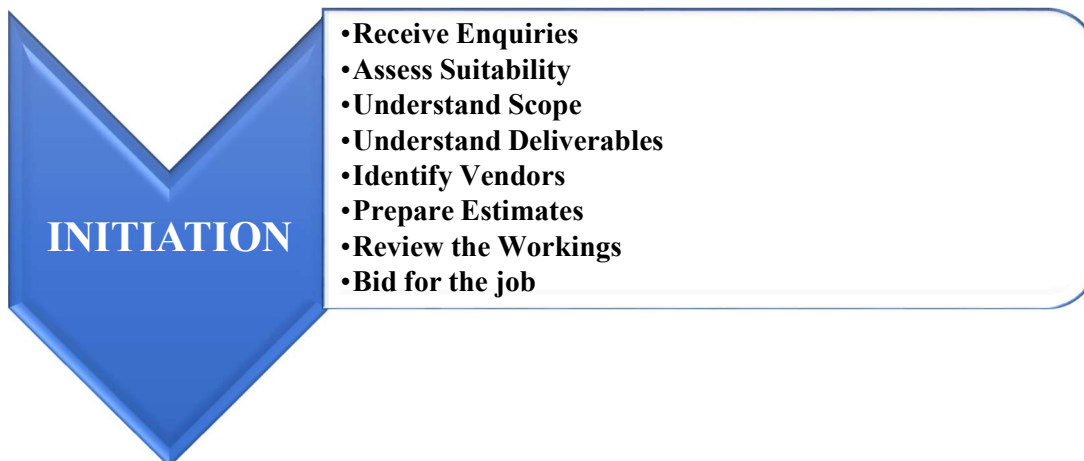 INITIATION
•Receive Enquiries
•Assess Suitability
•Understand Scope
•Understand Deliverables
•Identify Vendors
•Prepare Estimates
•Review the Workings
•Bid for the job